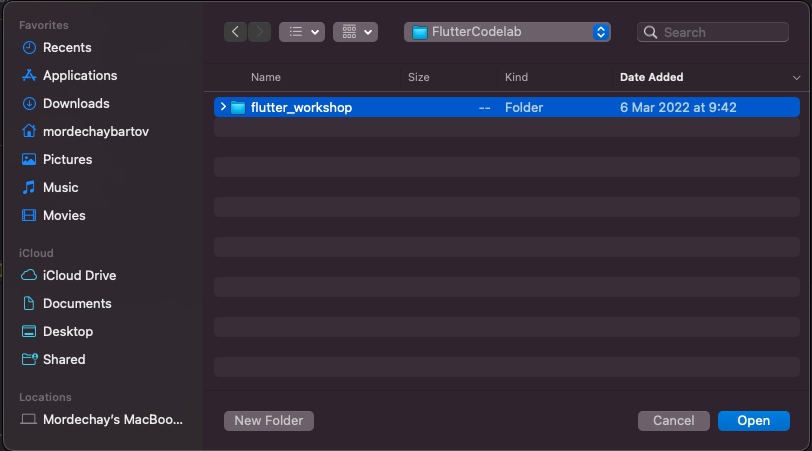 Favorites
Recents
Applications
Downloads
mordechaybartov
Pictures
Music
Movies
iCloud
iCloud Drive
Documents
Desktop
Shared
Locations
Mordechay's MacBoo...
FlutterCodelab
Search
Name Size Kind Date Added
flutter_workshop -- Folder 6 Mar 2022 at 9:42
New Folder Cancel Open